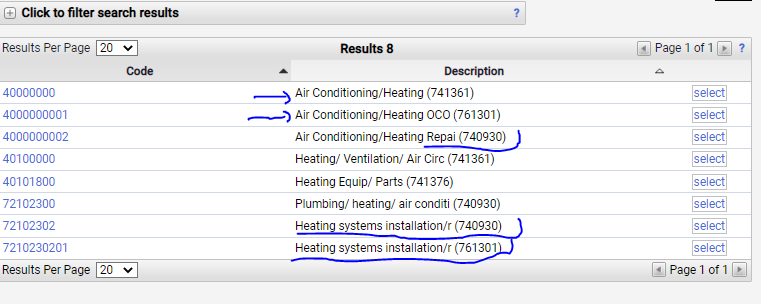 Click to filter search results ?
Results Per Page 20 Results 8 Page 1 of 1 ?
Code Description
40000000 Air Conditioning/Heating (741361) select
4000000001 Air Conditioning/Heating OCO (761301) select
4000000002 Air Conditioning/Heating Repai (740930) select
40100000 Heating/ Ventilation/ Air Circ (741361) select
40101800 Heating Equip/ Parts (741376) select
72102300 Plumbing/ heating/ air conditi (740930) select
72102302 Heating systems installation/r (740930) select
7210230201 Heating systems installation/r (761301) select
Results Per Page 20 Page 1 of 1